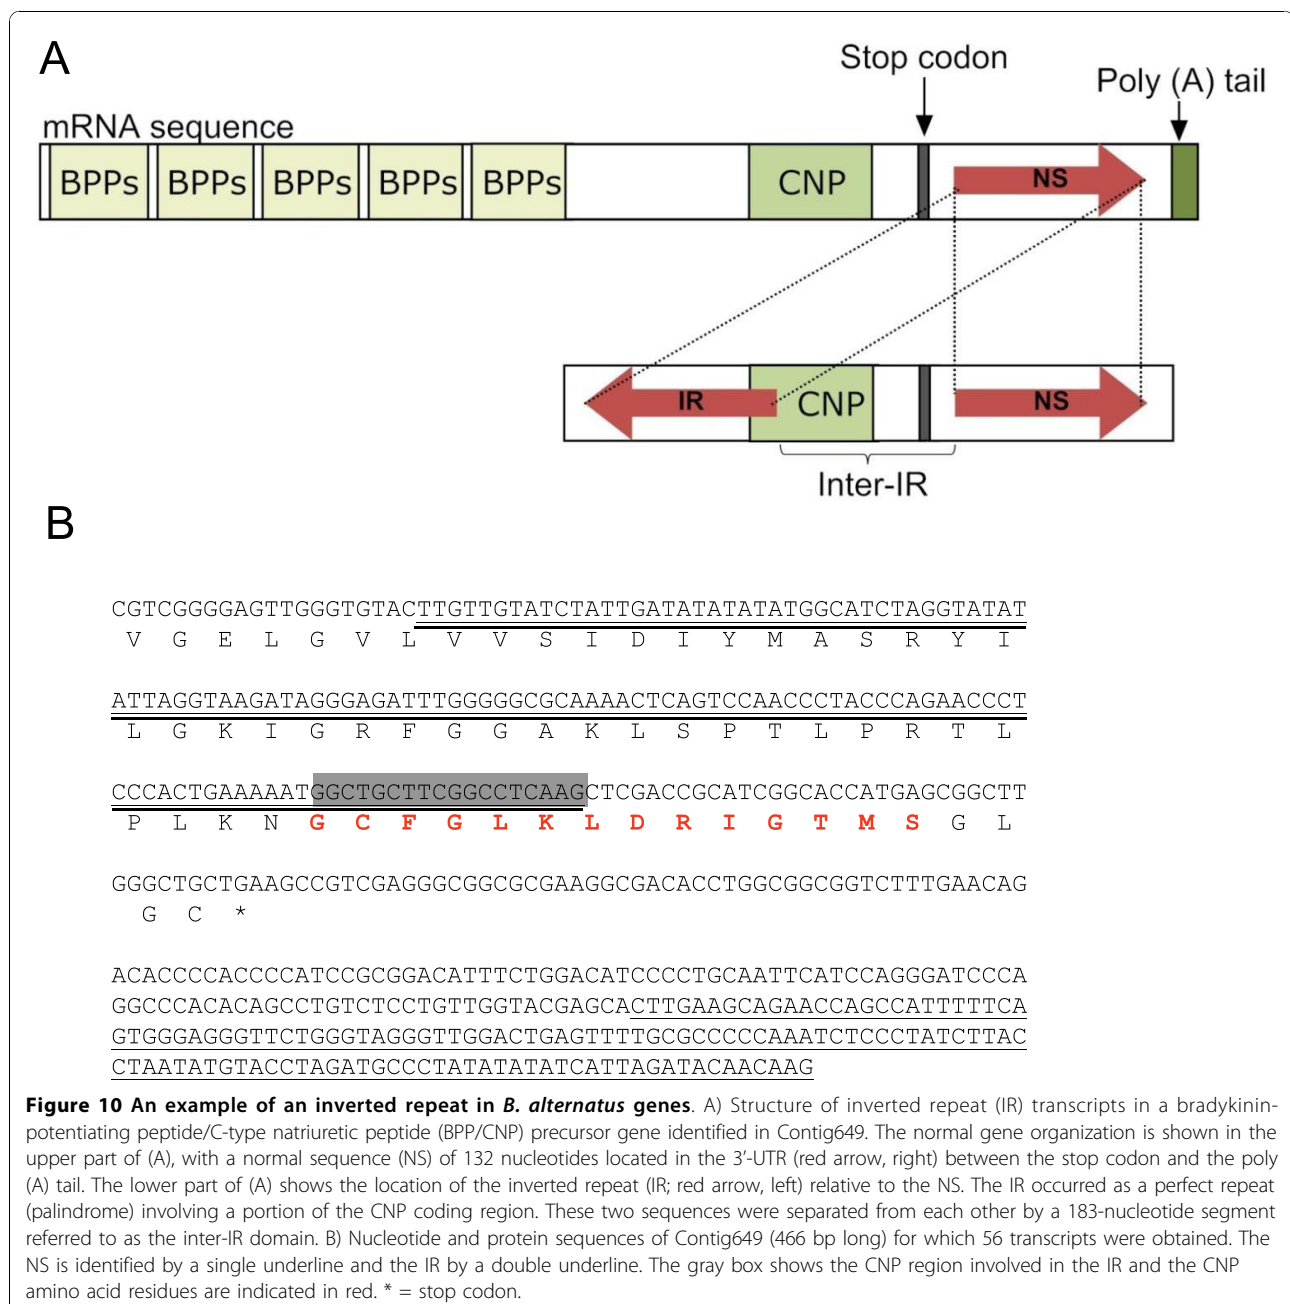 A
Stop codon
Poly (A) tail
mRNA sequence
BPPs BPPs BPPs BPPs BPPs CNP NS
IR CNP NS
Inter-IR
B
CGTCGGGGAGTTGGGTGTACTTGTTGTATCTATTGATATATATATGGCATCTAGGTATAT
V G E L G V L V V S I D I Y M A S R Y I
ATTAGGTAAGATAGGGAGATTTGGGGGCGCAAAACTCAGTCCAACCCTACCCAGAACCCT
L G K I G R F G G A K L S P T L P R T L
CCCACTGAAAAATGGCTGCTTCGGCCTCAAGCTCGACCGCATCGGCACCATGAGCGGCTT
P L K N G C F G L K L D R I G T M S G L
GGGCTGCTGAAGCCGTCGAGGGCGGCGCGAAGGCGACACCTGGCGGCGGTCTTTGAACAG
G C *
ACACCCCACCCCATCCGCGGACATTTCTGGACATCCCCTGCAATTCATCCAGGGATCCCA
GGCCCACACAGCCTGTCTCCTGTTGGTACGAGCACTTGAAGCAGAACCAGCCATTTTTCA
GTGGGAGGGTTCTGGGTAGGGTTGGACTGAGTTTTGCGCCCCCAAATCTCCCTATCTTAC
CTAATATGTACCTAGATGCCCTATATATATCATTAGATACAACAAG
Figure 10 An example of an inverted repeat in B. alternatus genes. A) Structure of inverted repeat (IR) transcripts in a bradykinin-
potentiating peptide/C-type natriuretic peptide (BPP/CNP) precursor gene identified in Contig649. The normal gene organization is shown in the
upper part of (A), with a normal sequence (NS) of 132 nucleotides located in the 3’-UTR (red arrow, right) between the stop codon and the poly
(A) tail. The lower part of (A) shows the location of the inverted repeat (IR; red arrow, left) relative to the NS. The IR occurred as a perfect repeat
(palindrome) involving a portion of the CNP coding region. These two sequences were separated from each other by a 183-nucleotide segment
referred to as the inter-IR domain. B) Nucleotide and protein sequences of Contig649 (466 bp long) for which 56 transcripts were obtained. The
NS is identified by a single underline and the IR by a double underline. The gray box shows the CNP region involved in the IR and the CNP
amino acid residues are indicated in red. * = stop codon.